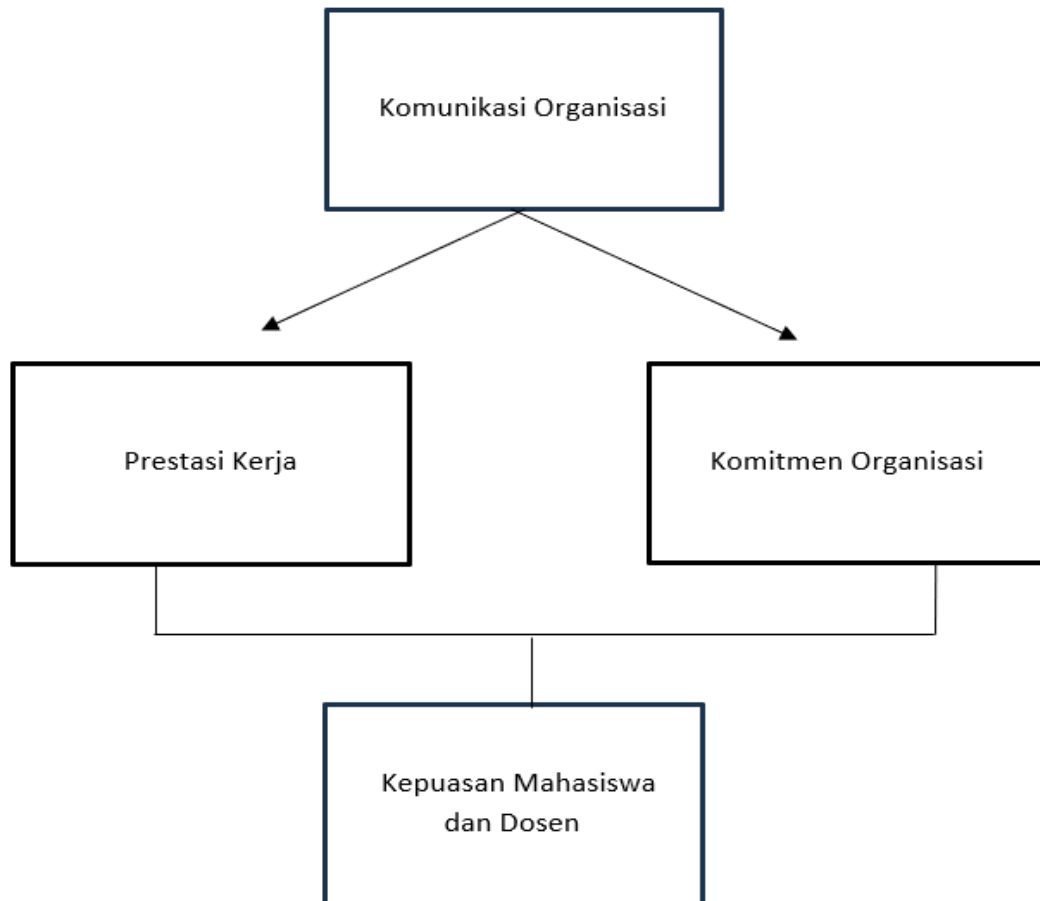 Komunikasi Organisasi
Prestasi Kerja
Komitmen Organisasi
Kepuasan Mahasiswa
dan Dosen